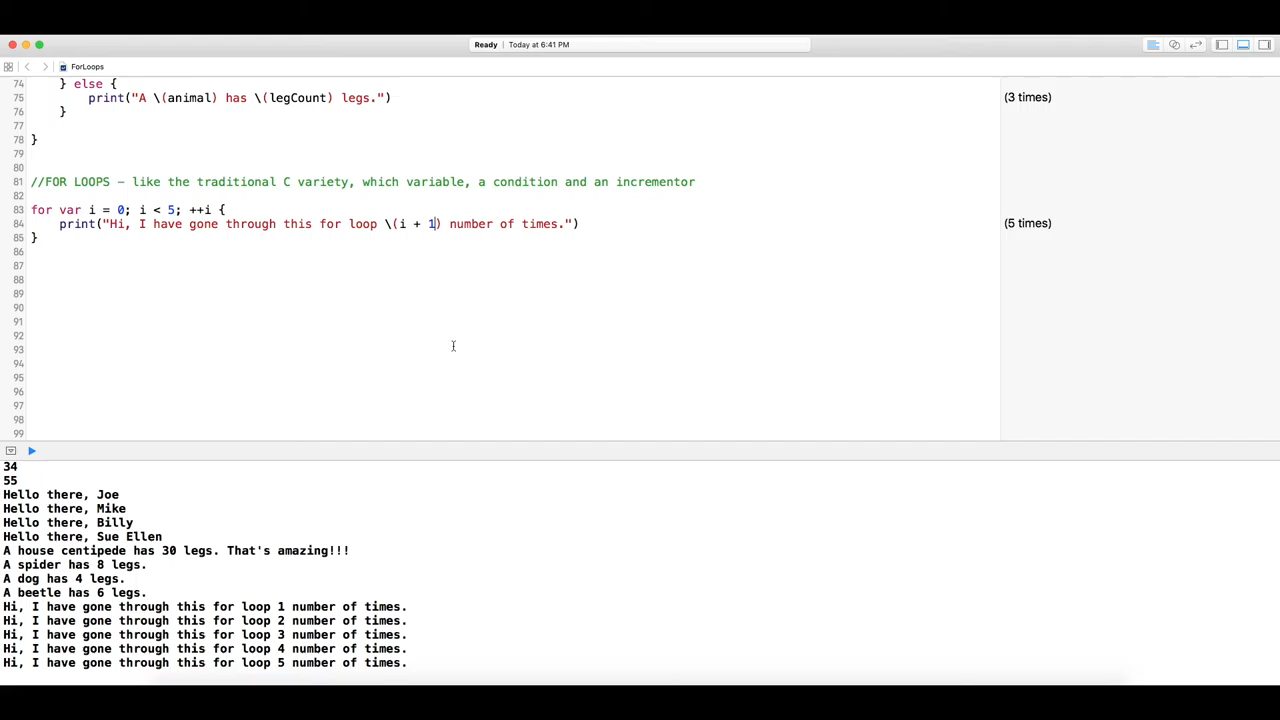 Ready | Today at 6:41 PM
ForLoops
74 } else {
75 print("A \(animal) has \(legCount) legs.") (3 times)
76 }
77
78 }
79
80
81 //FOR LOOPS – like the traditional C variety, which variable, a condition and an incrementor
82
83 for var i = 0; i < 5; ++i {
84 print("Hi, I have gone through this for loop \(i + 1) number of times.") (5 times)
85 }
86
87
88
89
90
91
92
93
94
95
96
97
98
99
34
55
Hello there, Joe
Hello there, Mike
Hello there, Billy
Hello there, Sue Ellen
A house centipede has 30 legs. That's amazing!!!
A spider has 8 legs.
A dog has 4 legs.
A beetle has 6 legs.
Hi, I have gone through this for loop 1 number of times.
Hi, I have gone through this for loop 2 number of times.
Hi, I have gone through this for loop 3 number of times.
Hi, I have gone through this for loop 4 number of times.
Hi, I have gone through this for loop 5 number of times.